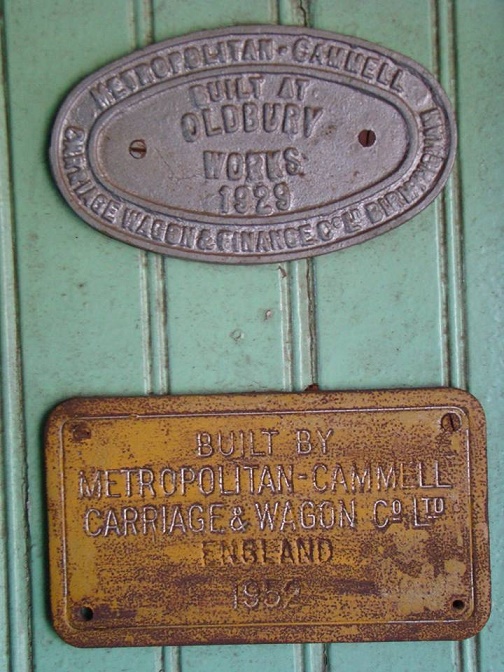 METROPOLITAN-CAMMELL
BUILT AT
OLDBURY
WORKS
1929
CARRIAGE WAGON & FINANCE Co Ld BIRMINGHAM
BUILT BY
METROPOLITAN-CAMMELL
CARRIAGE & WAGON Co. LTD
ENGLAND
1952